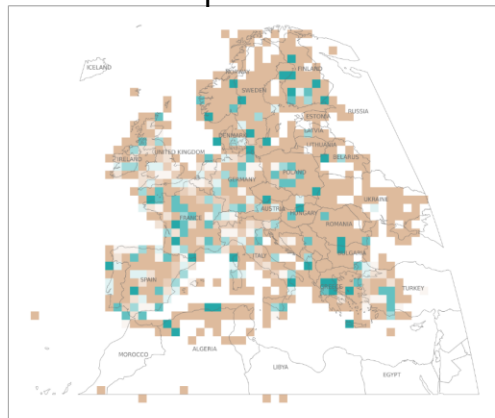 ICELAND
FINLAND
SWEDEN
ESTONIA
RUSSIA
LATVIA
LITHUANIA
DENMARK
UNITED KINGDOM
IRELAND
BELARUS
POLAND
GERMANY
UKRAINE
AUSTRIA
HUNGARY
FRANCE
ROMANIA
BULGARIA
ITALY
SPAIN
TURKEY
MOROCCO
ALGERIA
LIBYA
EGYPT